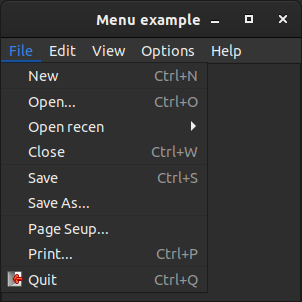 Menu example
File Edit View Options Help
New Ctrl+N
Open... Ctrl+O
Open recen
Close Ctrl+W
Save Ctrl+S
Save As...
Page Seup...
Print... Ctrl+P
Quit Ctrl+Q